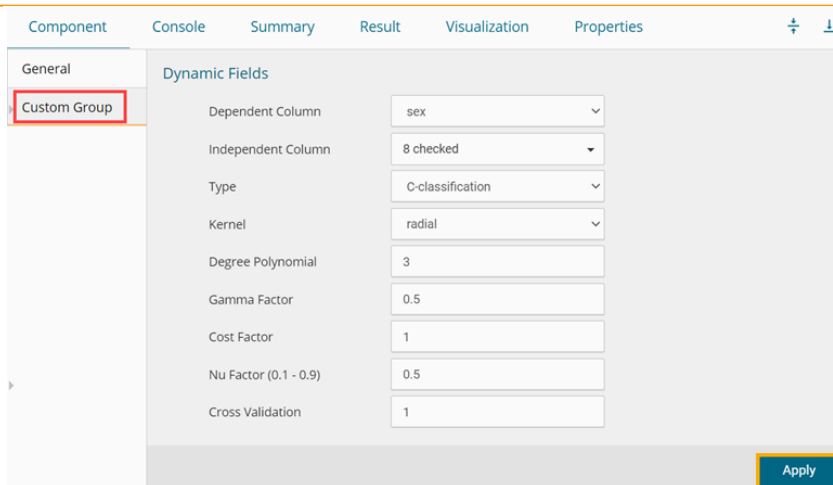 Component Console Summary Result Visualization Properties
General
Custom Group
Dynamic Fields
Dependent Column sex
Independent Column 8 checked
Type C-classification
Kernel radial
Degree Polynomial 3
Gamma Factor 0.5
Cost Factor 1
Nu Factor (0.1 - 0.9) 0.5
Cross Validation 1
Apply